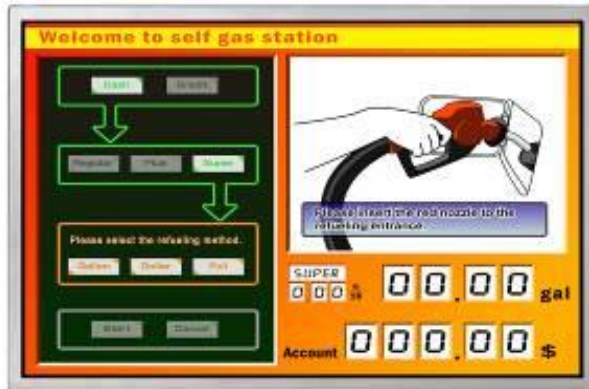 Welcome to self gas station
Cash Credit
Regular Plus Super
Please select the refueling method.
Gallon Dollar Full
Start Cancel
Please insert the red nozzle to the
refueling entrance.
SUPER
000
00.00 gal
Account 000.00 $